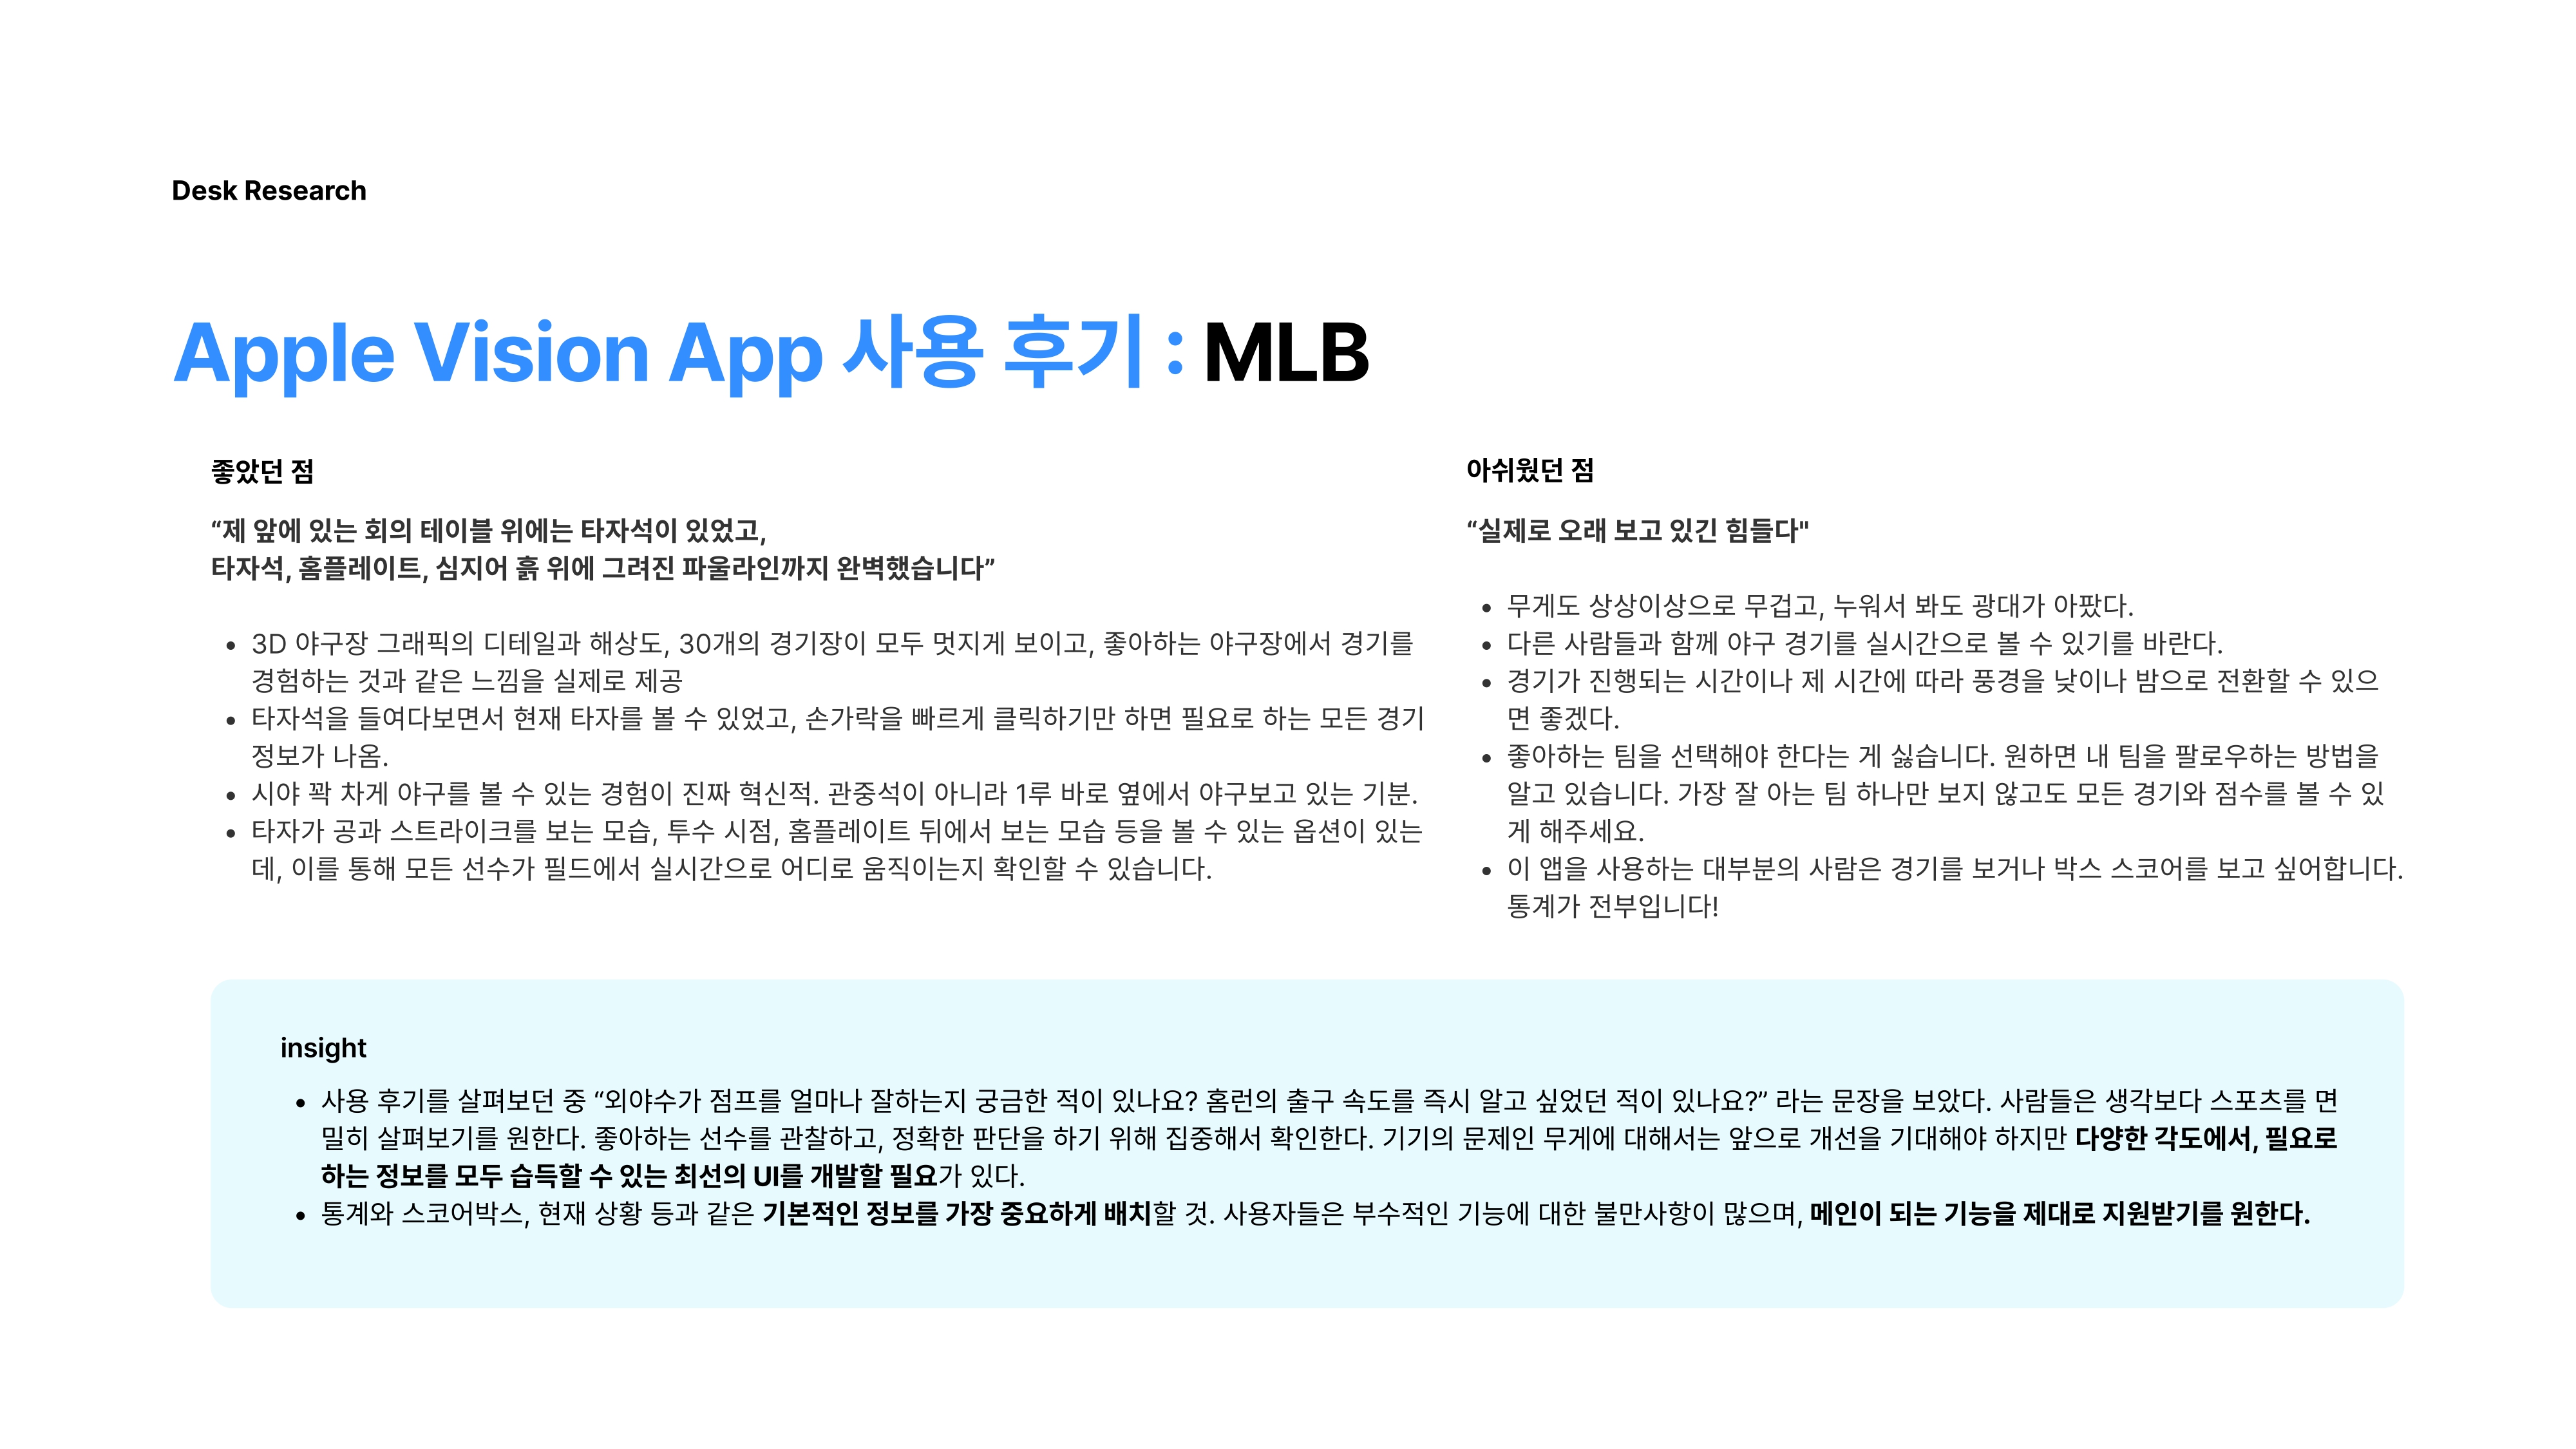 Desk Research
Apple Vision App 사용 후기 : MLB
좋았던 점
“제 앞에 있는 회의 테이블 위에는 타자석이 있었고,
타자석, 홈플레이트, 심지어 흙 위에 그려진 파울라인까지 완벽했습니다”
• 3D 야구장 그래픽의 디테일과 해상도, 30개의 경기장이 모두 멋지게 보이고, 좋아하는 야구장에서 경기를
경험하는 것과 같은 느낌을 실제로 제공
• 타자석을 들여다보면서 현재 타자를 볼 수 있었고, 손가락을 빠르게 클릭하기만 하면 필요로 하는 모든 경기
정보가 나옴.
• 시야 꽉 차게 야구를 볼 수 있는 경험이 진짜 혁신적. 관중석이 아니라 1루 바로 옆에서 야구보고 있는 기분.
• 타자가 공과 스트라이크를 보는 모습, 투수 시점, 홈플레이트 뒤에서 보는 모습 등을 볼 수 있는 옵션이 있는
데, 이를 통해 모든 선수가 필드에서 실시간으로 어디로 움직이는지 확인할 수 있습니다.
아쉬웠던 점
“실제로 오래 보고 있긴 힘들다"
• 무게도 상상이상으로 무겁고, 누워서 봐도 광대가 아팠다.
• 다른 사람들과 함께 야구 경기를 실시간으로 볼 수 있기를 바란다.
• 경기가 진행되는 시간이나 제 시간에 따라 풍경을 낮이나 밤으로 전환할 수 있으
면 좋겠다.
• 좋아하는 팀을 선택해야 한다는 게 싫습니다. 원하면 내 팀을 팔로우하는 방법을
알고 있습니다. 가장 잘 아는 팀 하나만 보지 않고도 모든 경기와 점수를 볼 수 있
게 해주세요.
• 이 앱을 사용하는 대부분의 사람은 경기를 보거나 박스 스코어를 보고 싶어합니다.
통계가 전부입니다!
insight
• 사용 후기를 살펴보던 중 “외야수가 점프를 얼마나 잘하는지 궁금한 적이 있나요? 홈런의 출구 속도를 즉시 알고 싶었던 적이 있나요?” 라는 문장을 보았다. 사람들은 생각보다 스포츠를 면
밀히 살펴보기를 원한다. 좋아하는 선수를 관찰하고, 정확한 판단을 하기 위해 집중해서 확인한다. 기기의 문제인 무게에 대해서는 앞으로 개선을 기대해야 하지만 다양한 각도에서, 필요로
하는 정보를 모두 습득할 수 있는 최선의 UI를 개발할 필요가 있다.
• 통계와 스코어박스, 현재 상황 등과 같은 기본적인 정보를 가장 중요하게 배치할 것. 사용자들은 부수적인 기능에 대한 불만사항이 많으며, 메인이 되는 기능을 제대로 지원받기를 원한다.